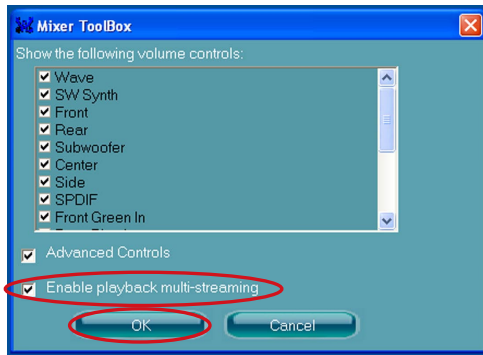 Mixer ToolBox
Show the following volume controls:
Wave
SW Synth
Front
Rear
Subwoofer
Center
Side
SPDIF
Front Green In
Advanced Controls
Enable playback multi-streaming
OK
Cancel